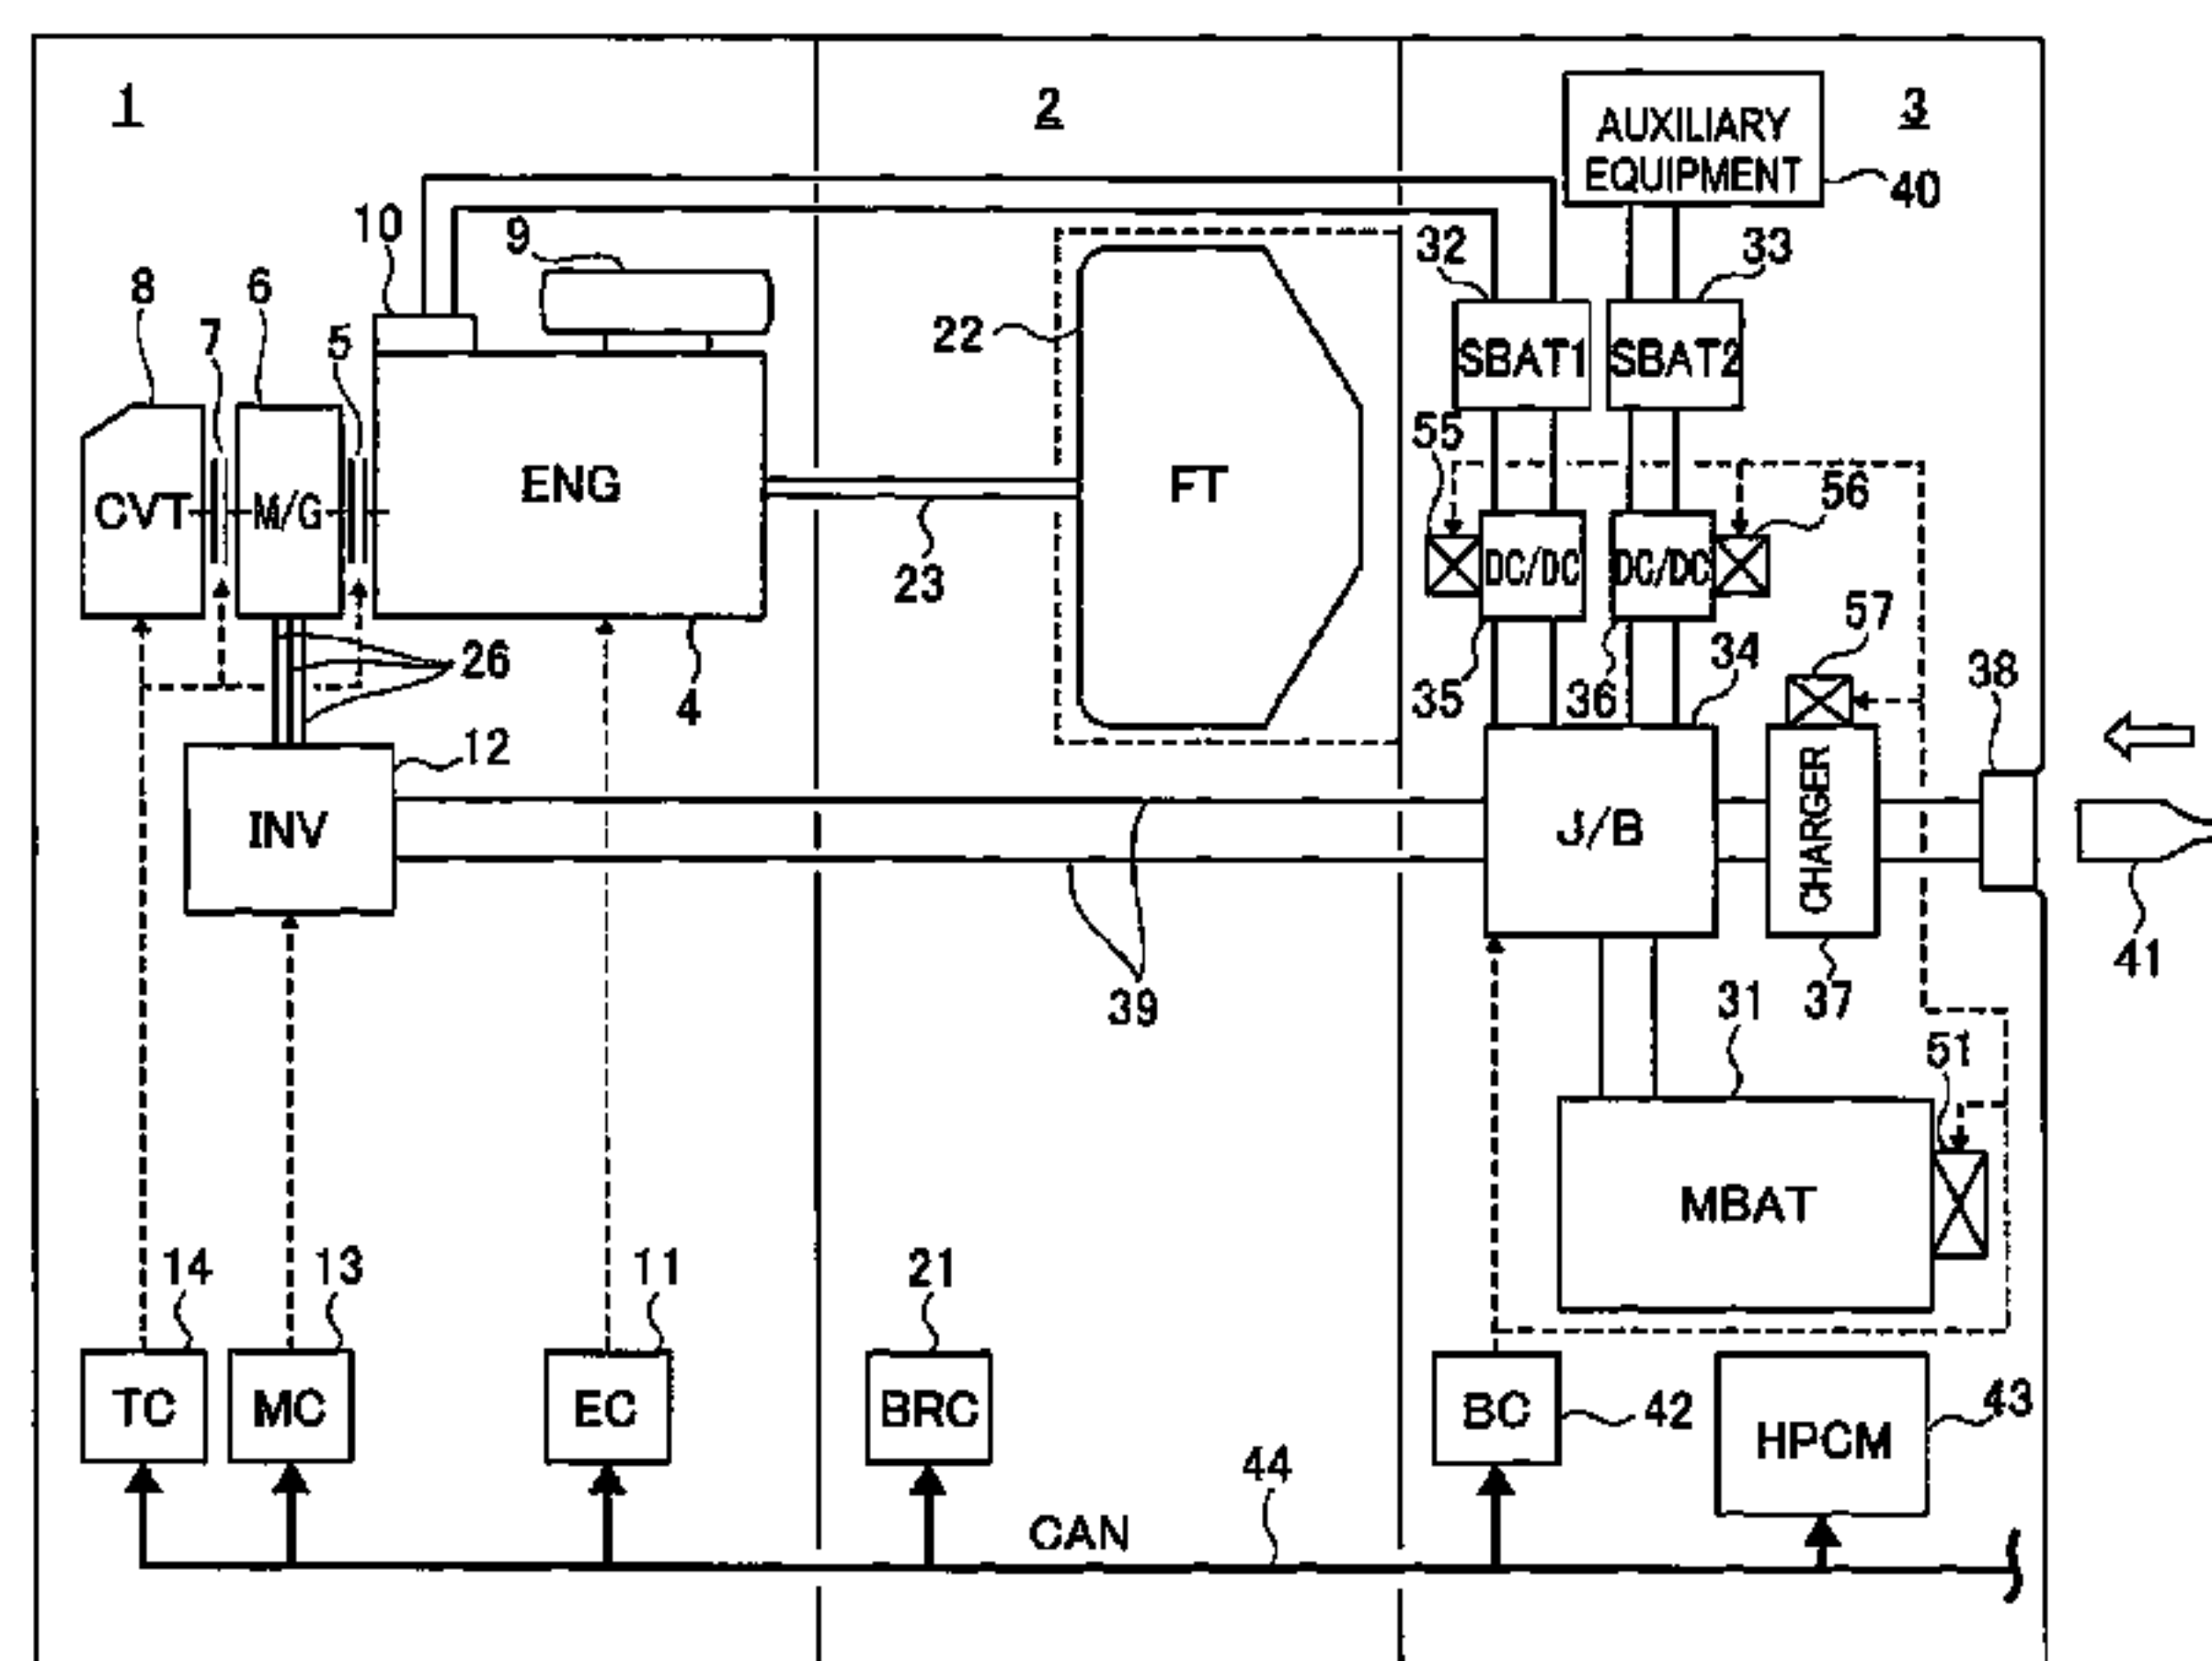 1
2
3
AUXILIARY
EQUIPMENT
40
10
9
32
33
8
6
7
5
22
SBAT1
SBAT2
55
56
CVT
M/G
ENG
FT
DC/DC
DC/DC
23
57
26
4
35
36
34
38
12
INV
J/B
CHARGER
41
39
31
37
51
MBAT
14
13
11
21
TC
MC
EC
BRC
BC
42
HPCM
43
CAN
44